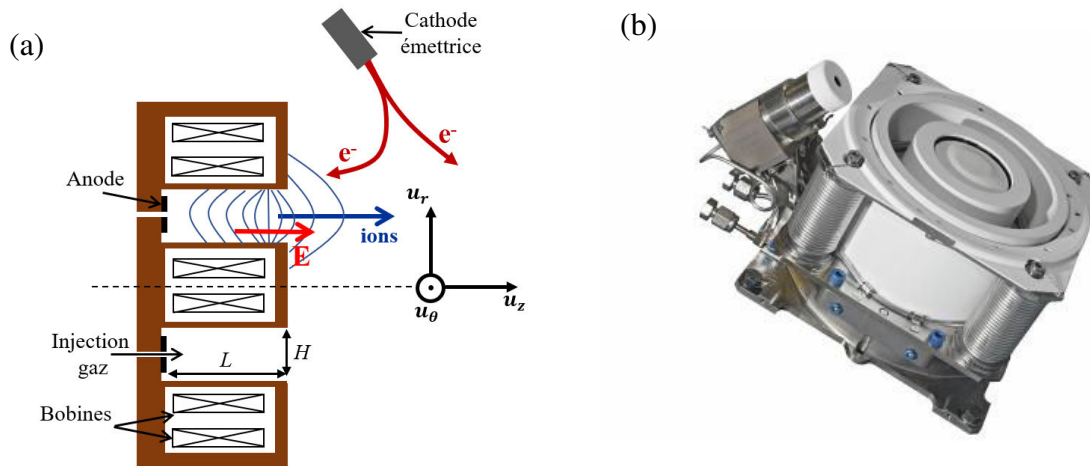 (a)
Cathode
émettrice
e-
e-
Anode
ions
E
u_r
u_z
u_θ
Injection
gaz
L
H
Bobines
(b)